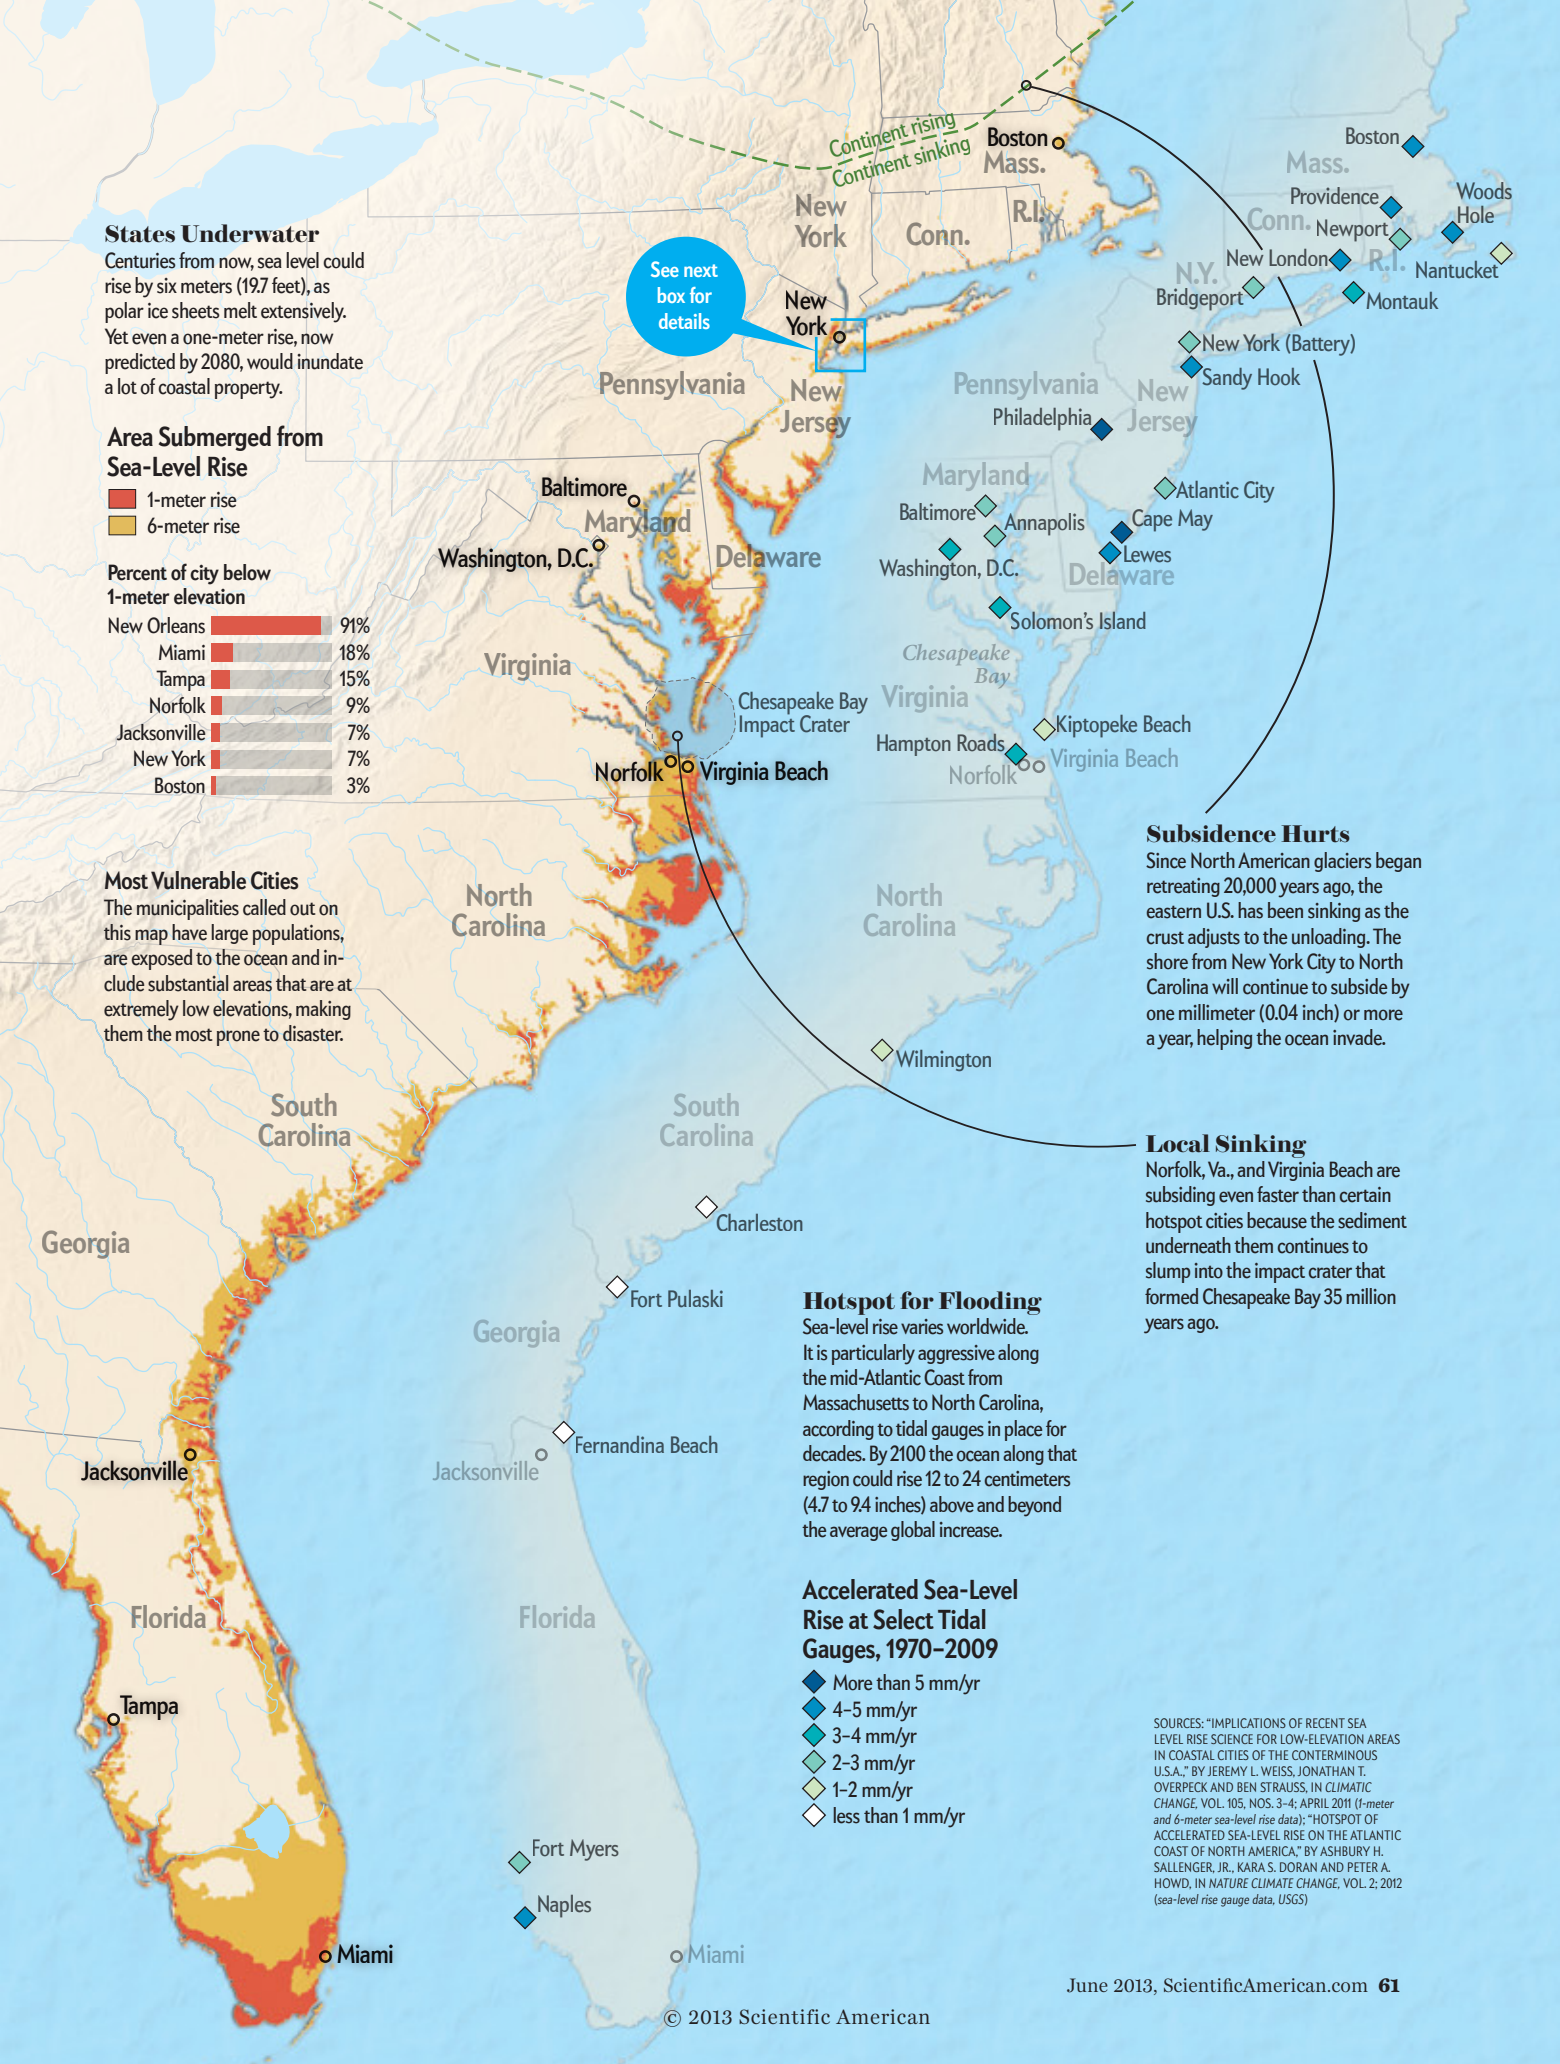 Continent rising
Continent sinking
Boston
Mass.
New
York
Conn.
R.I.
See next
box for
details
New
York
Pennsylvania
New
Jersey
Baltimore
Maryland
Washington, D.C.
Delaware
Virginia
Chesapeake Bay
Impact Crater
Norfolk
Virginia Beach
North
Carolina
South
Carolina
Georgia
Jacksonville
Florida
Tampa
Miami
States Underwater
Centuries from now, sea level could
rise by six meters (19.7 feet), as
polar ice sheets melt extensively.
Yet even a one-meter rise, now
predicted by 2080, would inundate
a lot of coastal property.
Area Submerged from
Sea-Level Rise
1-meter rise
6-meter rise
Percent of city below
1-meter elevation
New Orleans 91%
Miami 18%
Tampa 15%
Norfolk 9%
Jacksonville 7%
New York 7%
Boston 3%
Most Vulnerable Cities
The municipalities called out on
this map have large populations,
are exposed to the ocean and in-
clude substantial areas that are at
extremely low elevations, making
them the most prone to disaster.
Boston
Mass.
Providence
Woods
Hole
Conn.
Newport
New London
R.I.
Nantucket
N.Y.
Bridgeport
Montauk
New York (Battery)
Sandy Hook
Pennsylvania
New
Jersey
Philadelphia
Maryland
Atlantic City
Baltimore
Annapolis
Cape May
Lewes
Washington, D.C.
Delaware
Solomon's Island
Chesapeake
Bay
Virginia
Kiptopeke Beach
Hampton Roads
Virginia Beach
Norfolk
North
Carolina
Wilmington
South
Carolina
Charleston
Fort Pulaski
Georgia
Fernandina Beach
Jacksonville
Florida
Fort Myers
Naples
Miami
Subsidence Hurts
Since North American glaciers began
retreating 20,000 years ago, the
eastern U.S. has been sinking as the
crust adjusts to the unloading. The
shore from New York City to North
Carolina will continue to subside by
one millimeter (0.04 inch) or more
a year, helping the ocean invade.
Local Sinking
Norfolk, Va., and Virginia Beach are
subsiding even faster than certain
hotspot cities because the sediment
underneath them continues to
slump into the impact crater that
formed Chesapeake Bay 35 million
years ago.
Hotspot for Flooding
Sea-level rise varies worldwide.
It is particularly aggressive along
the mid-Atlantic Coast from
Massachusetts to North Carolina,
according to tidal gauges in place for
decades. By 2100 the ocean along that
region could rise 12 to 24 centimeters
(4.7 to 9.4 inches) above and beyond
the average global increase.
Accelerated Sea-Level
Rise at Select Tidal
Gauges, 1970–2009
More than 5 mm/yr
4–5 mm/yr
3–4 mm/yr
2–3 mm/yr
1–2 mm/yr
less than 1 mm/yr
SOURCES: “IMPLICATIONS OF RECENT SEA
LEVEL RISE SCIENCE FOR LOW-ELEVATION AREAS
IN COASTAL CITIES OF THE CONTERMINOUS
U.S.A.,” BY JEREMY L. WEISS, JONATHAN T.
OVERPECK AND BEN STRAUSS, IN CLIMATIC
CHANGE, VOL. 105, NOS. 3–4; APRIL 2011 (1-meter
and 6-meter sea-level rise data); “HOTSPOT OF
ACCELERATED SEA-LEVEL RISE ON THE ATLANTIC
COAST OF NORTH AMERICA,” BY ASHBURY H.
SALLENGER, JR., KARA S. DORAN AND PETER A.
HOWD, IN NATURE CLIMATE CHANGE, VOL. 2; 2012
(sea-level rise gauge data, USGS)
June 2013, ScientificAmerican.com 61
© 2013 Scientific American